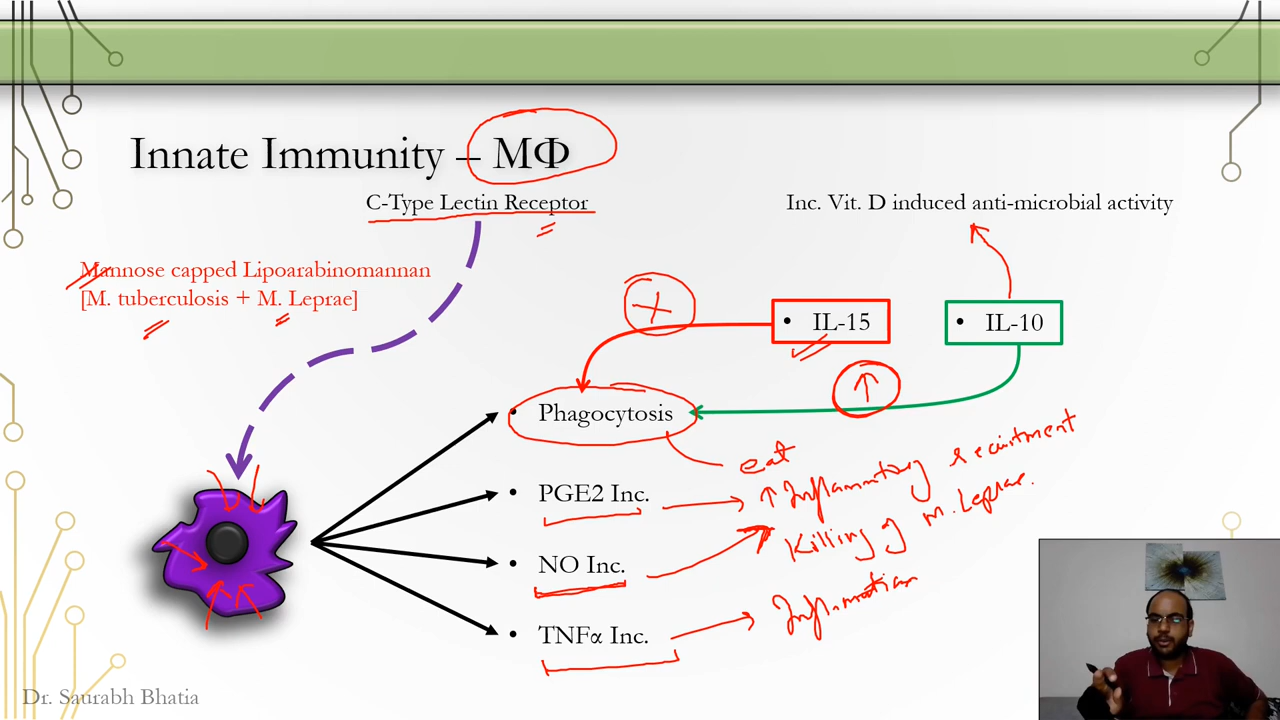 Innate Immunity – MΦ
C-Type Lectin Receptor
Inc. Vit. D induced anti-microbial activity
Mannose capped Lipoarabinomannan
[M. tuberculosis + M. Leprae]
+
• IL-15
• IL-10
↑
• Phagocytosis
eat
• PGE2 Inc.
↑ Inflammatory recruitment
• NO Inc.
Killing of M. Leprae.
• TNFα Inc.
Inflammation
Dr. Saurabh Bhatia